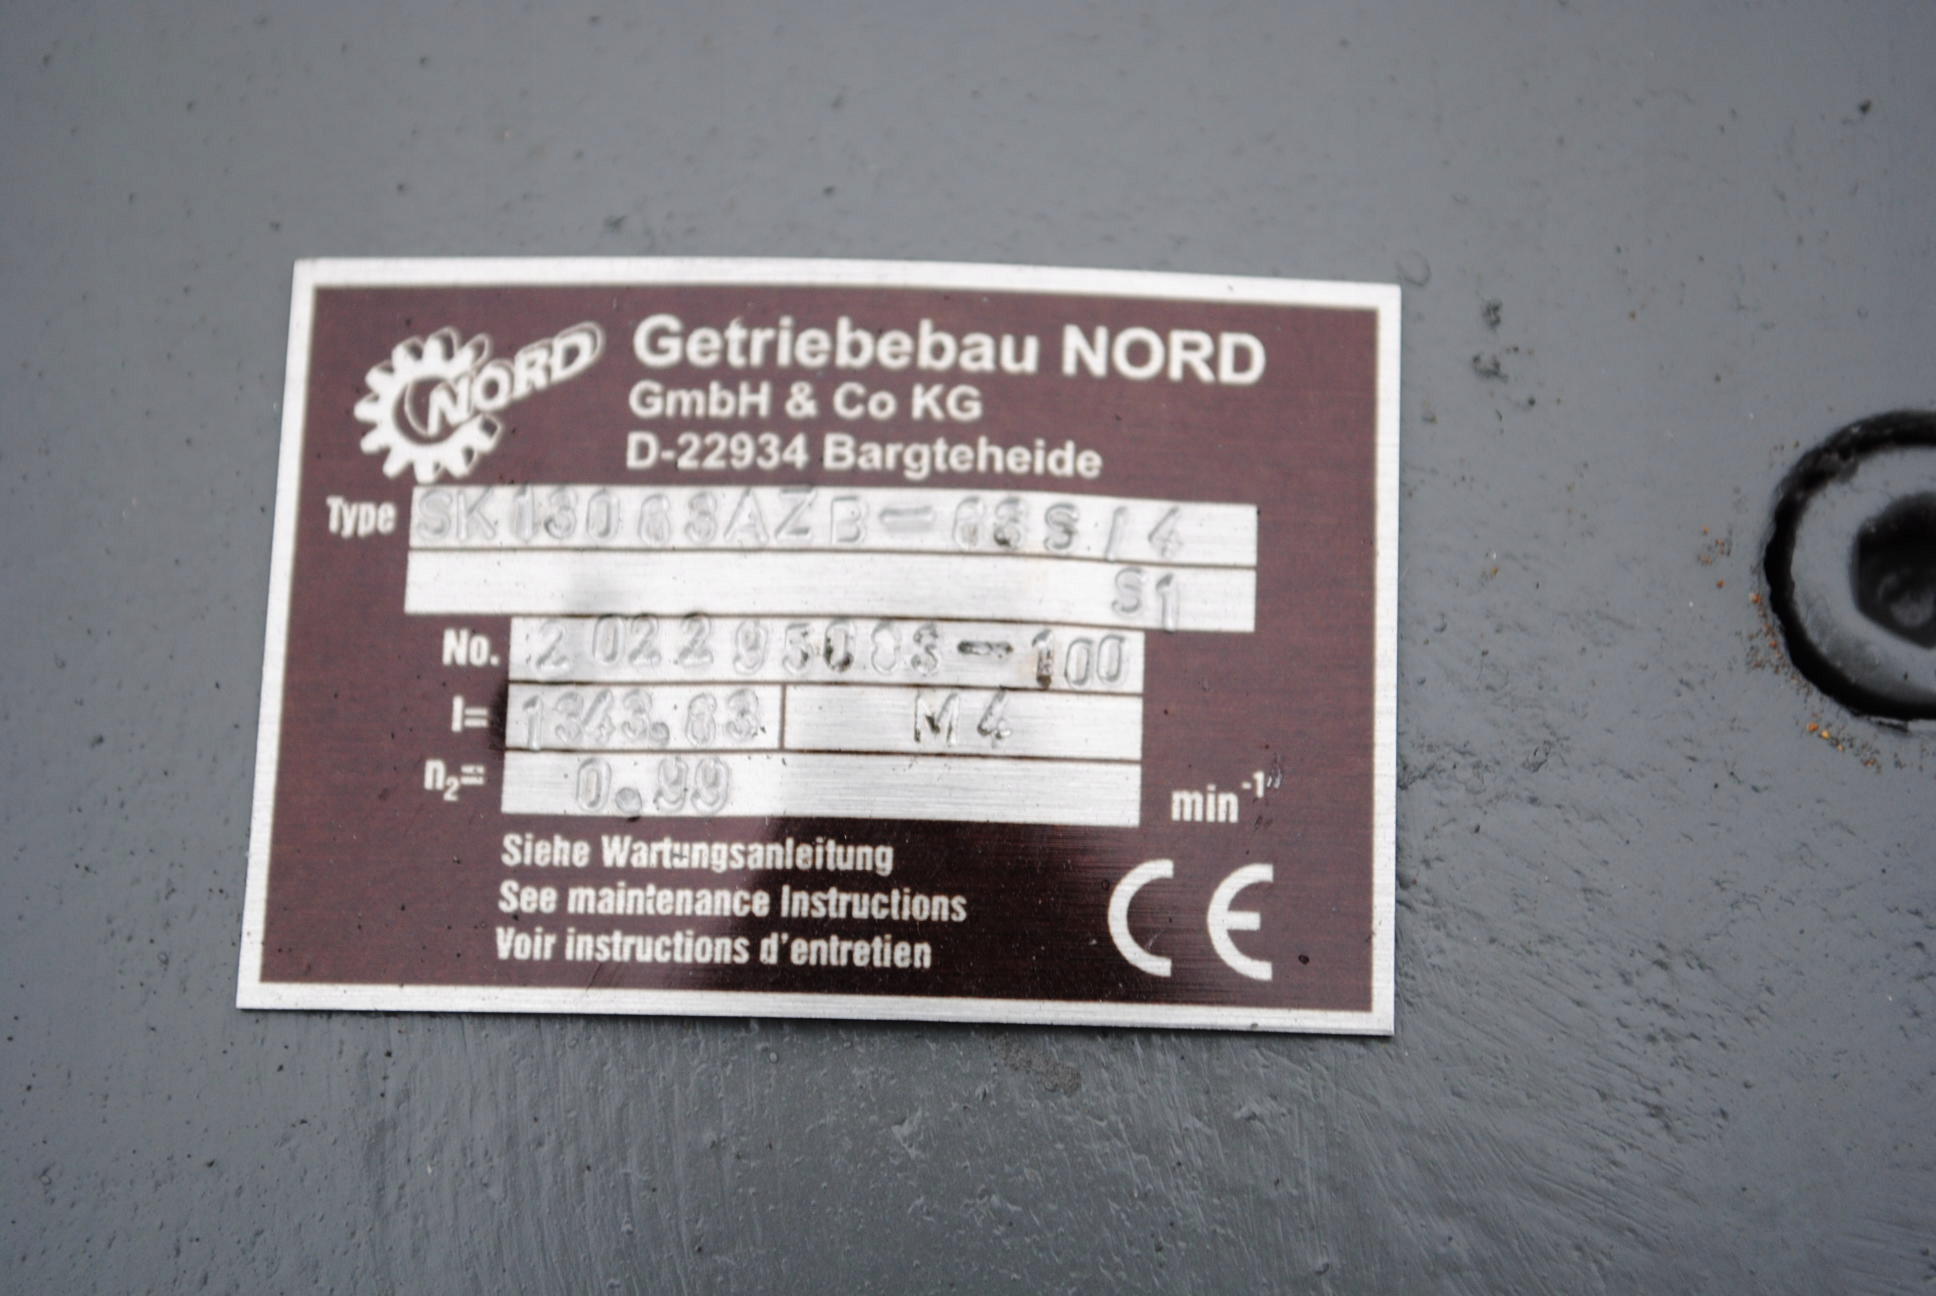 NORD
Getriebebau NORD
GmbH & Co KG
D-22934 Bargteheide
Type SK13063AZB-63S/4
S1
No. 202295083-100
I= 1343.63 M4
n₂= 0.99 min⁻¹
Siehe Wartungsanleitung
See maintenance Instructions
Voir instructions d'entretien
CE